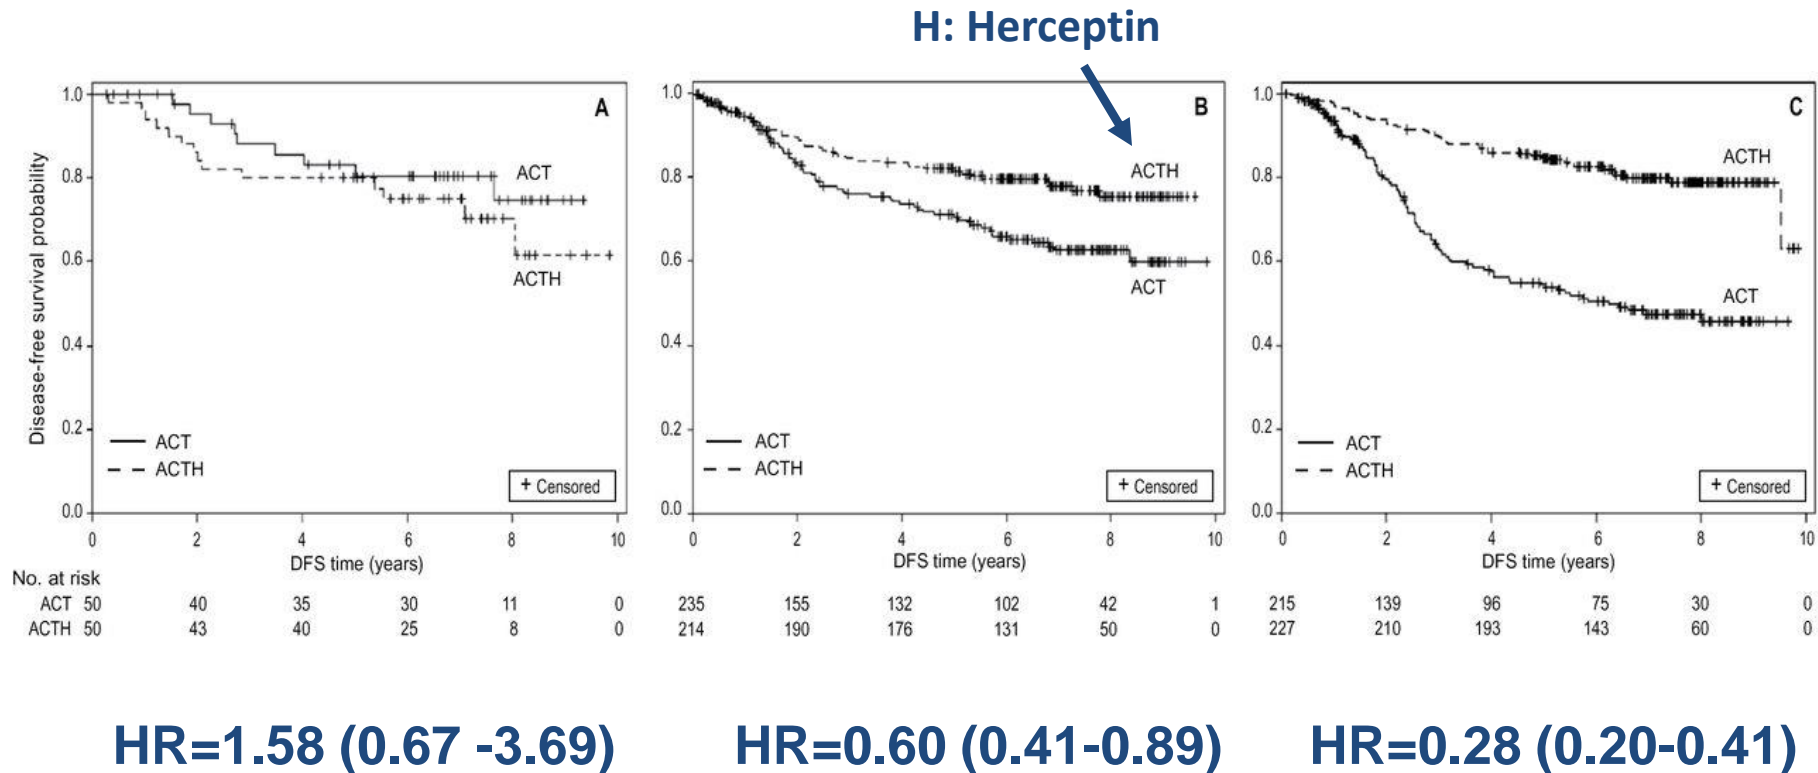 H: Herceptin
Disease-free survival probability
1.0
0.8
0.6
0.4
0.2
0.0
A
ACT
ACTH
ACT
ACTH
+ Censored
0 2 4 6 8 10
DFS time (years)
1.0
0.8
0.6
0.4
0.2
0.0
B
ACTH
ACT
ACT
ACTH
+ Censored
0 2 4 6 8 10
DFS time (years)
1.0
0.8
0.6
0.4
0.2
0.0
C
ACTH
ACT
ACT
ACTH
+ Censored
0 2 4 6 8 10
DFS time (years)
No. at risk
ACT 50 40 35 30 11 0 235 155 132 102 42 1 215 139 96 75 30 0
ACTH 50 43 40 25 8 0 214 190 176 131 50 0 227 210 193 143 60 0
HR=1.58 (0.67 -3.69) HR=0.60 (0.41-0.89) HR=0.28 (0.20-0.41)